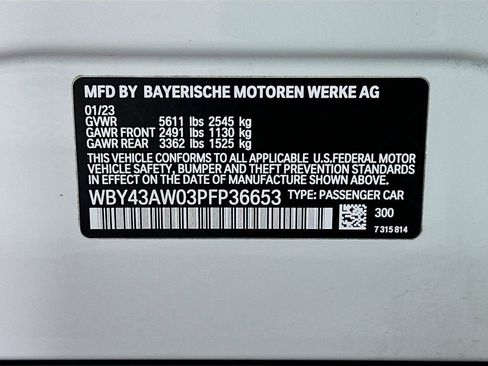 MFD BY BAYERISCHE MOTOREN WERKE AG
01/23
GVWR 5611 lbs 2545 kg
GAWR FRONT 2491 lbs 1130 kg
GAWR REAR 3362 lbs 1525 kg
THIS VEHICLE CONFORMS TO ALL APPLICABLE U.S.FEDERAL MOTOR
VEHICLE SAFETY, BUMPER AND THEFT PREVENTION STANDARDS
IN EFFECT ON THE DATE OF MANUFACTURE SHOWN ABOVE.
WBY43AW03PFP36653 TYPE: PASSENGER CAR
300
7 315 814